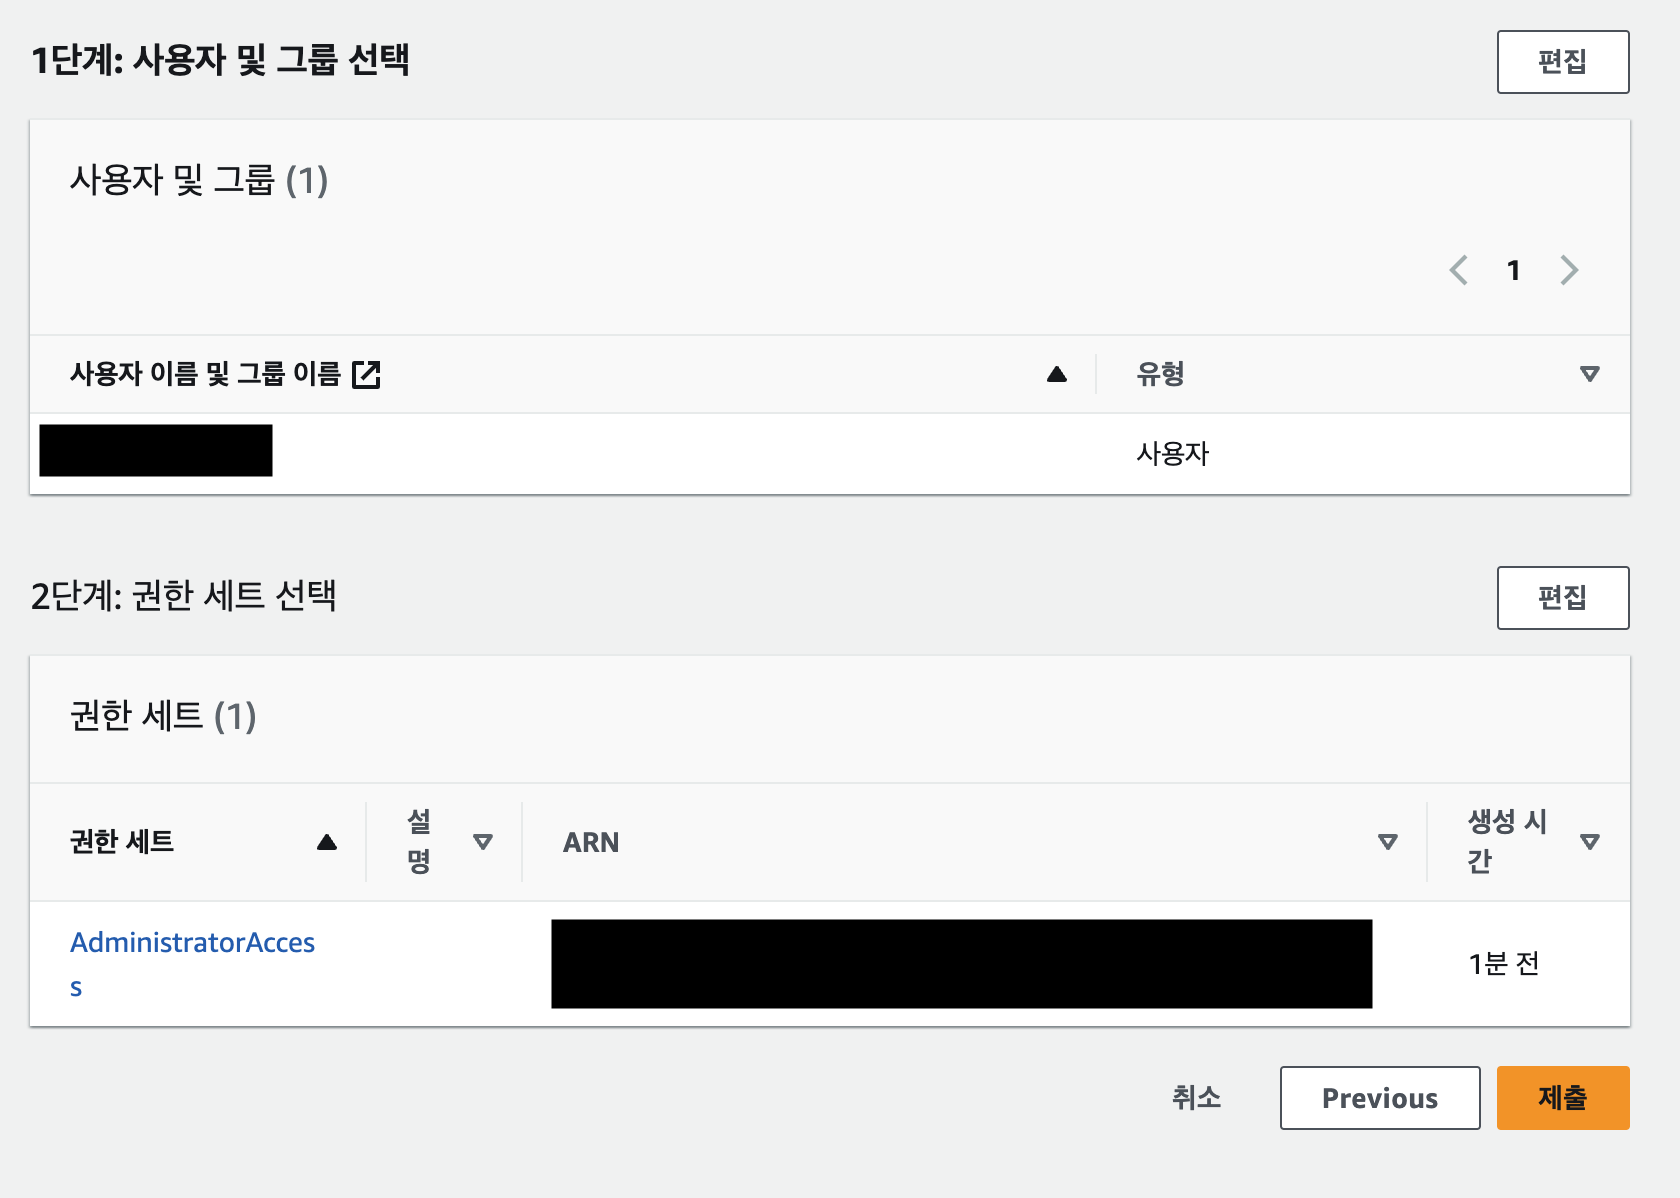 1단계: 사용자 및 그룹 선택
편집
사용자 및 그룹 (1)
1
사용자 이름 및 그룹 이름
유형
사용자
2단계: 권한 세트 선택
편집
권한 세트 (1)
권한 세트
설
명
ARN
생성 시
간
AdministratorAcces
s
1분 전
취소
Previous
제출